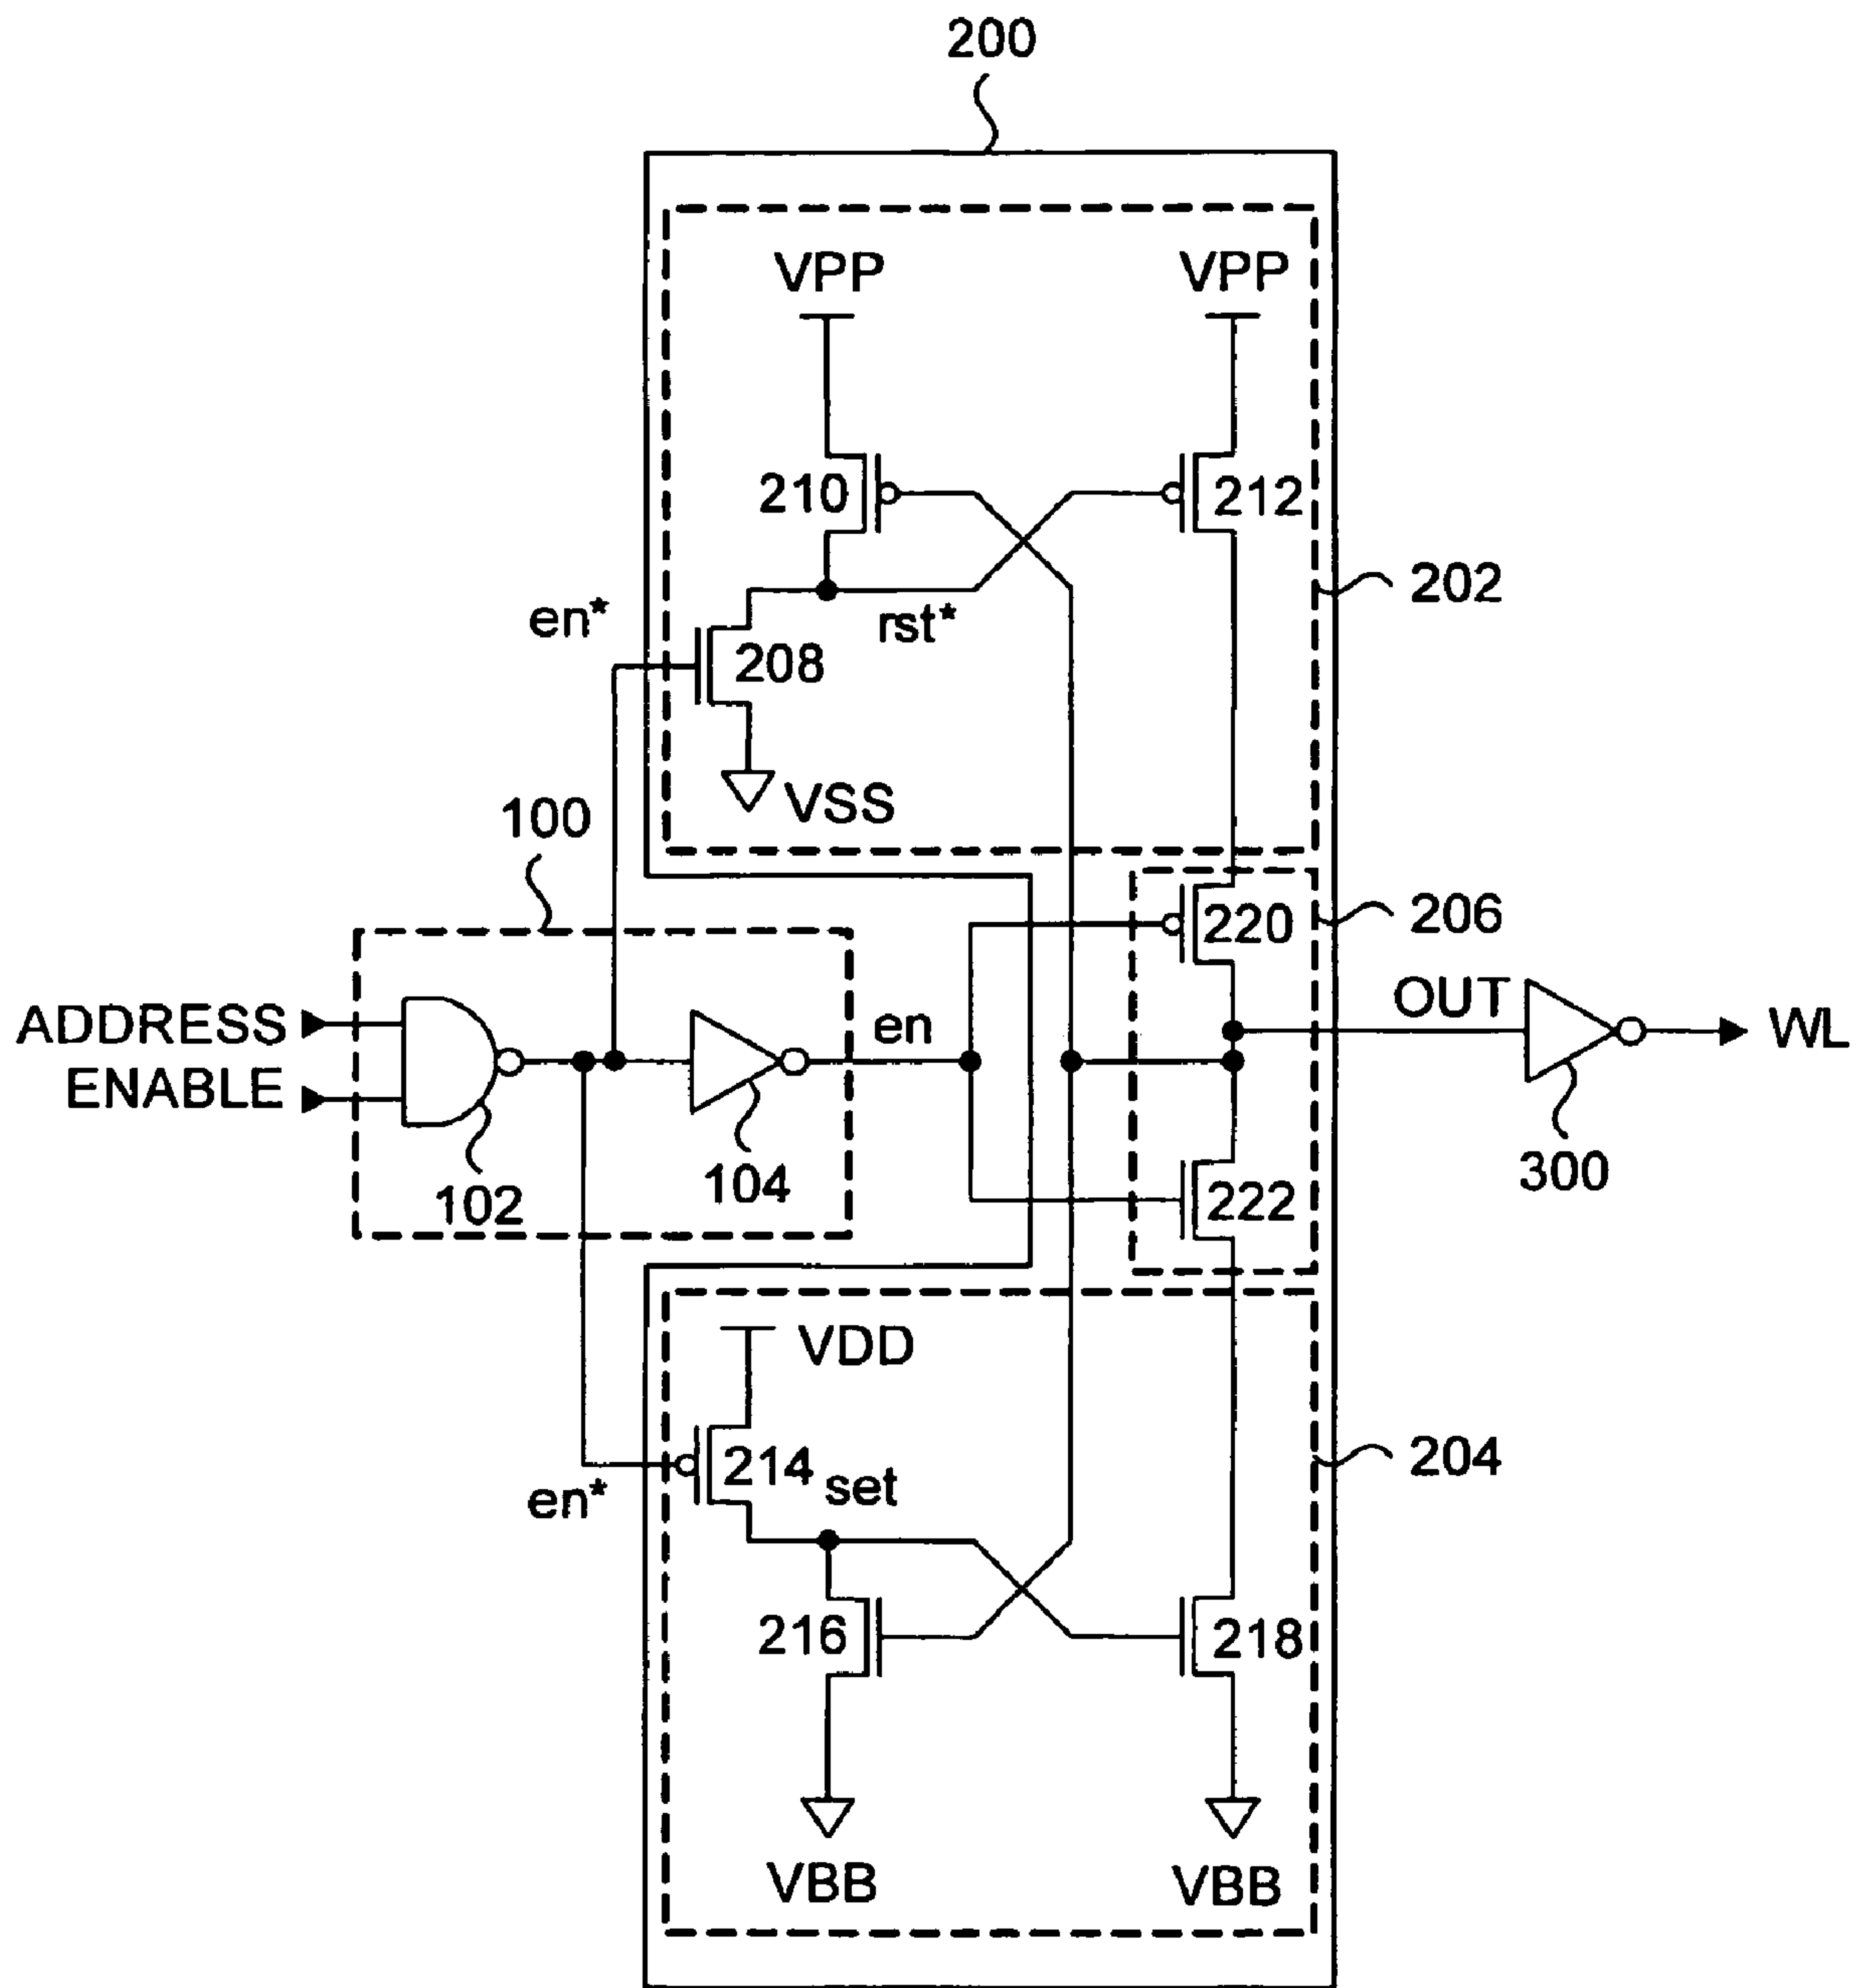 200
VPP VPP
210 212
202
en* rst*
208
VSS
100
220 206
ADDRESS en OUT WL
ENABLE
102 104 222 300
VDD
214 set 204
en*
216 218
VBB VBB